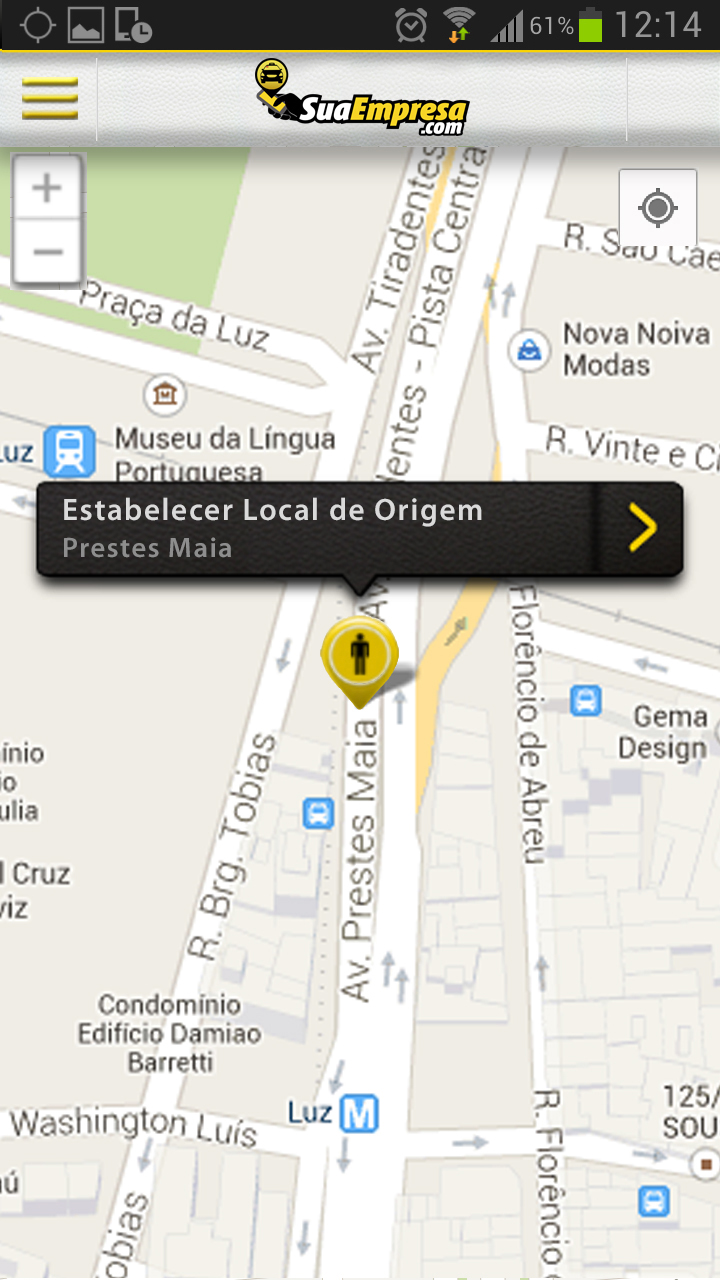 61% 12:14
SuaEmpresa
.com
+
−
Av. Tiradentes
- Pista Central
R. São Cae
Praça da Luz
Nova Noiva
Modas
Museu da Língua
Portuguesa
Luz
R. Vinte e Ci
Estabelecer Local de Origem
Prestes Maia
Av
Florêncio de Abreu
Gema
Design
ínio
io
ulia
Av. Prestes Maia
R. Brg. Tobias
l Cruz
viz
Condomínio
Edifício Damiao
Barretti
Luz M
Washington Luís
R. Florêncio
125/
SOU
obias